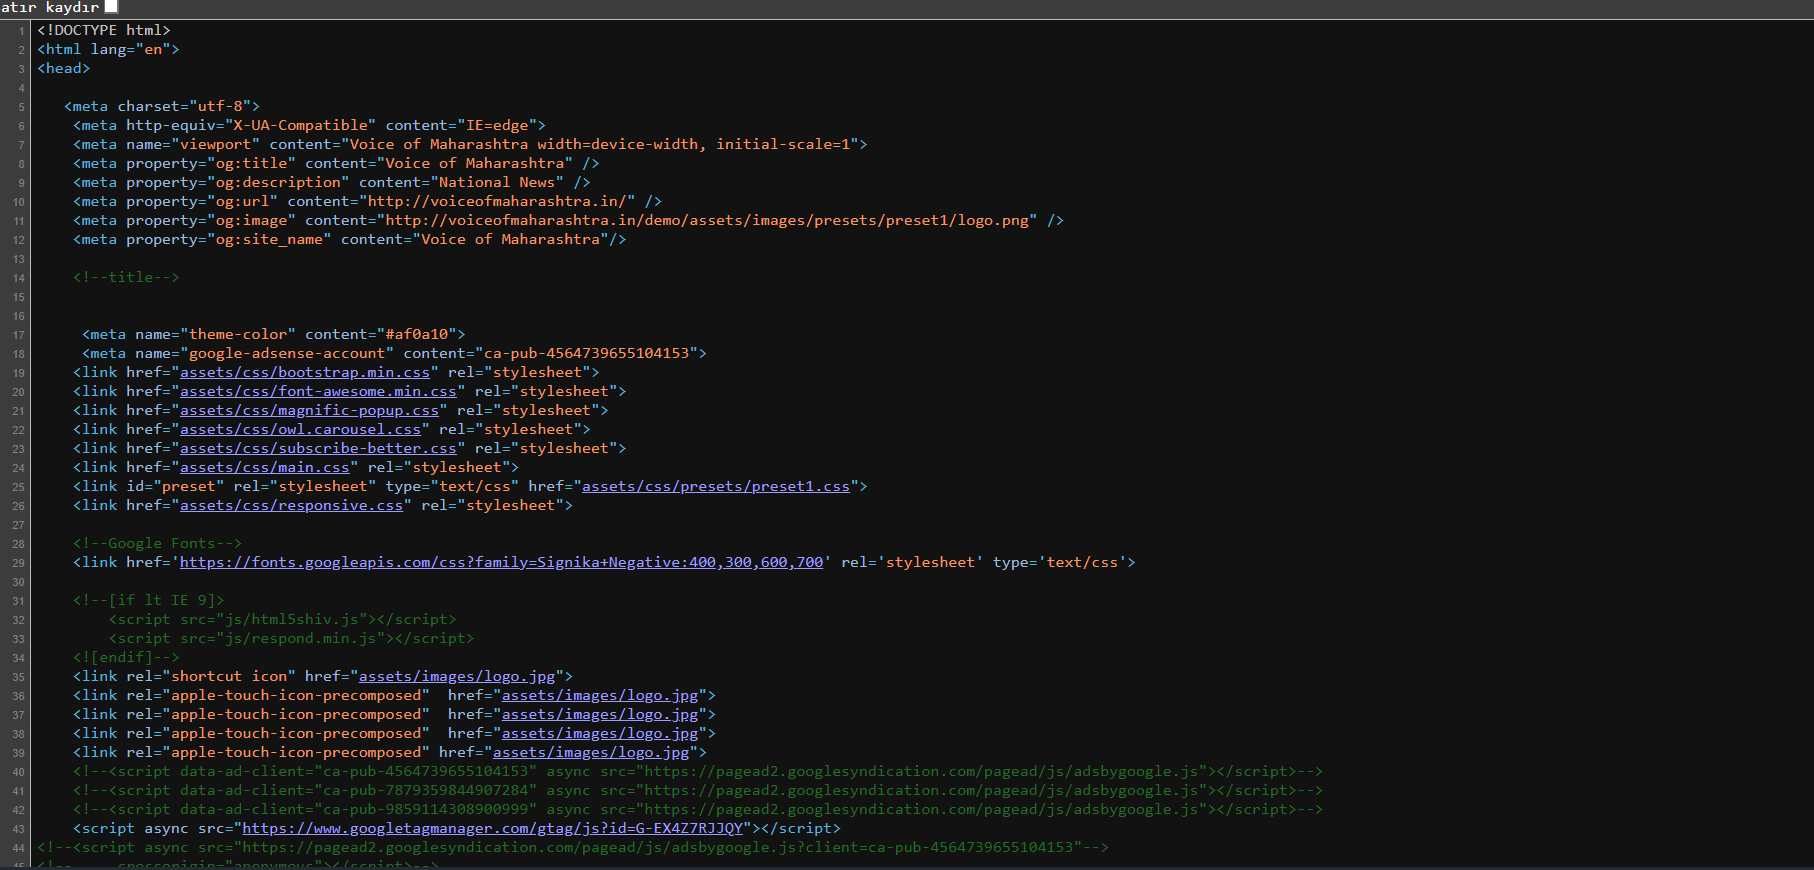 atır kaydır
1 <!DOCTYPE html>
2 <html lang="en">
3 <head>
4
5 <meta charset="utf-8">
6 <meta http-equiv="X-UA-Compatible" content="IE=edge">
7 <meta name="viewport" content="Voice of Maharashtra width=device-width, initial-scale=1">
8 <meta property="og:title" content="Voice of Maharashtra" />
9 <meta property="og:description" content="National News" />
10 <meta property="og:url" content="http://voiceofmaharashtra.in/" />
11 <meta property="og:image" content="http://voiceofmaharashtra.in/demo/assets/images/presets/preset1/logo.png" />
12 <meta property="og:site_name" content="Voice of Maharashtra"/>
13
14 <!--title-->
15
16
17 <meta name="theme-color" content="#af0a10">
18 <meta name="google-adsense-account" content="ca-pub-4564739655104153">
19 <link href="assets/css/bootstrap.min.css" rel="stylesheet">
20 <link href="assets/css/font-awesome.min.css" rel="stylesheet">
21 <link href="assets/css/magnific-popup.css" rel="stylesheet">
22 <link href="assets/css/owl.carousel.css" rel="stylesheet">
23 <link href="assets/css/subscribe-better.css" rel="stylesheet">
24 <link href="assets/css/main.css" rel="stylesheet">
25 <link id="preset" rel="stylesheet" type="text/css" href="assets/css/presets/preset1.css">
26 <link href="assets/css/responsive.css" rel="stylesheet">
27
28 <!--Google Fonts-->
29 <link href='https://fonts.googleapis.com/css?family=Signika+Negative:400,300,600,700' rel='stylesheet' type='text/css'>
30
31 <!--[if lt IE 9]>
32 <script src="js/html5shiv.js"></script>
33 <script src="js/respond.min.js"></script>
34 <![endif]-->
35 <link rel="shortcut icon" href="assets/images/logo.jpg">
36 <link rel="apple-touch-icon-precomposed"  href="assets/images/logo.jpg">
37 <link rel="apple-touch-icon-precomposed"  href="assets/images/logo.jpg">
38 <link rel="apple-touch-icon-precomposed"  href="assets/images/logo.jpg">
39 <link rel="apple-touch-icon-precomposed" href="assets/images/logo.jpg">
40 <!--<script data-ad-client="ca-pub-4564739655104153" async src="https://pagead2.googlesyndication.com/pagead/js/adsbygoogle.js"></script>-->
41 <!--<script data-ad-client="ca-pub-7879359844907284" async src="https://pagead2.googlesyndication.com/pagead/js/adsbygoogle.js"></script>-->
42 <!--<script data-ad-client="ca-pub-9859114308900999" async src="https://pagead2.googlesyndication.com/pagead/js/adsbygoogle.js"></script>-->
43 <script async src="https://www.googletagmanager.com/gtag/js?id=G-EX4Z7RJJQY"></script>
44 <!--<script async src="https://pagead2.googlesyndication.com/pagead/js/adsbygoogle.js?client=ca-pub-4564739655104153"-->
45 <!-- crossorigin="anonymous"></script>-->